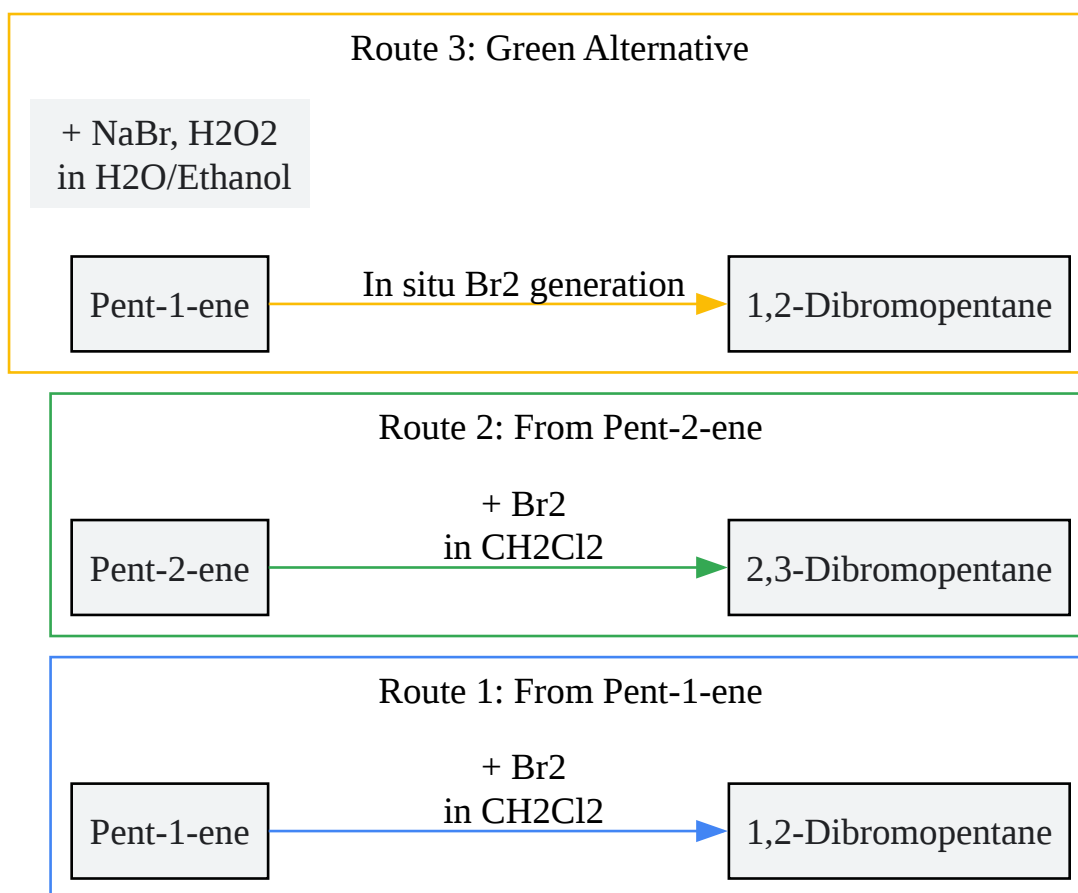 Route 3: Green Alternative
+ NaBr, H2O2
in H2O/Ethanol
Pent-1-ene
In situ Br2 generation
1,2-Dibromopentane
Route 2: From Pent-2-ene
+ Br2
in CH2Cl2
Pent-2-ene
2,3-Dibromopentane
Route 1: From Pent-1-ene
+ Br2
in CH2Cl2
Pent-1-ene
1,2-Dibromopentane